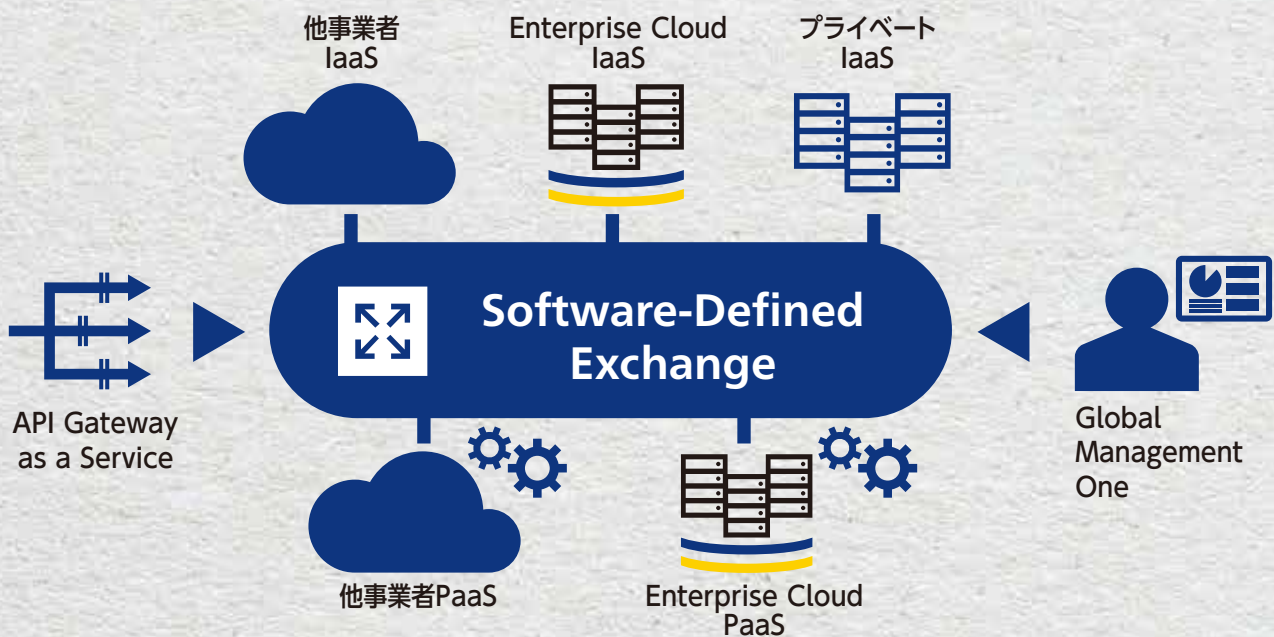 他事業者
IaaS
Enterprise Cloud
IaaS
プライベート
IaaS
Software-Defined
Exchange
API Gateway
as a Service
Global
Management
One
他事業者PaaS
Enterprise Cloud
PaaS